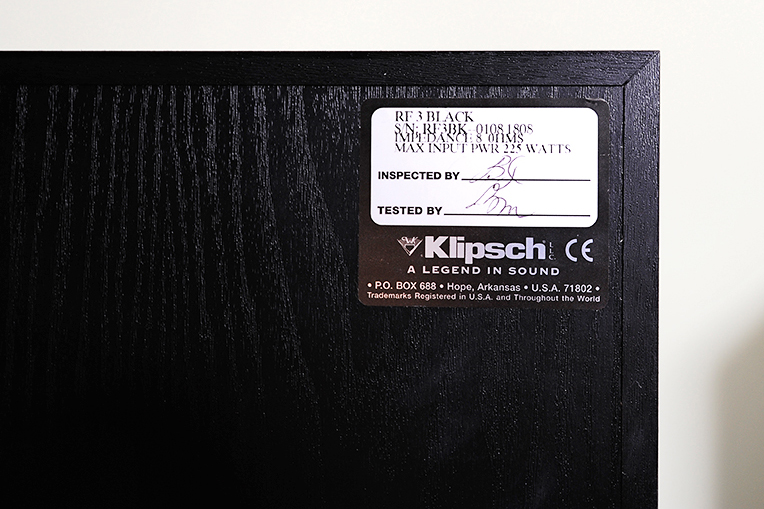 RF 3 BLACK
S/N: RF3BK 0108 1808
IMPEDANCE 8 OHMS
MAX INPUT PWR 225 WATTS
INSPECTED BY
TESTED BY
Klipsch L.L.C. CE
A LEGEND IN SOUND
• P.O. BOX 688 • Hope, Arkansas • U.S.A. 71802 •
Trademarks Registered in U.S.A. and Throughout the World